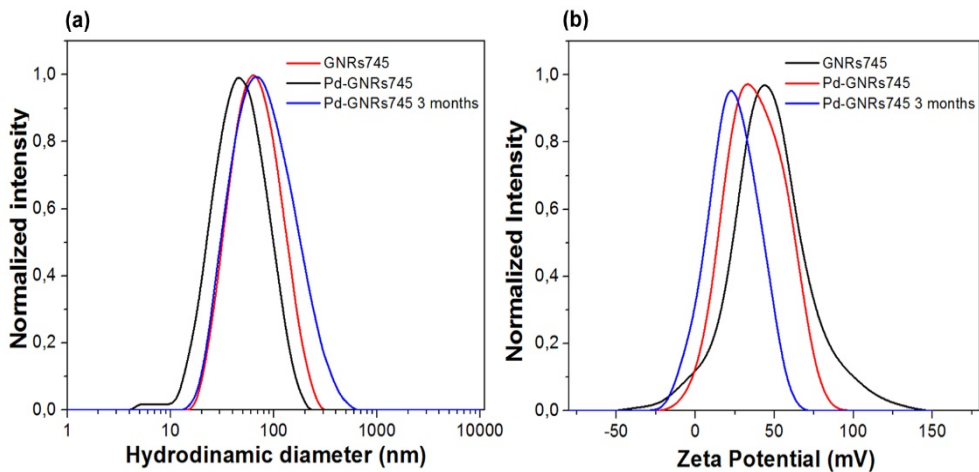 (a)
GNRs745
Pd-GNRs745
Pd-GNRs745 3 months
1,0
0,8
0,6
0,4
0,2
0,0
Normalized intensity
1
10
100
1000
10000
Hydrodinamic diameter (nm)
(b)
GNRs745
Pd-GNRs745
Pd-GNRs745 3 months
1,0
0,8
0,6
0,4
0,2
0,0
Normalized Intensity
-50
0
50
100
150
Zeta Potential (mV)